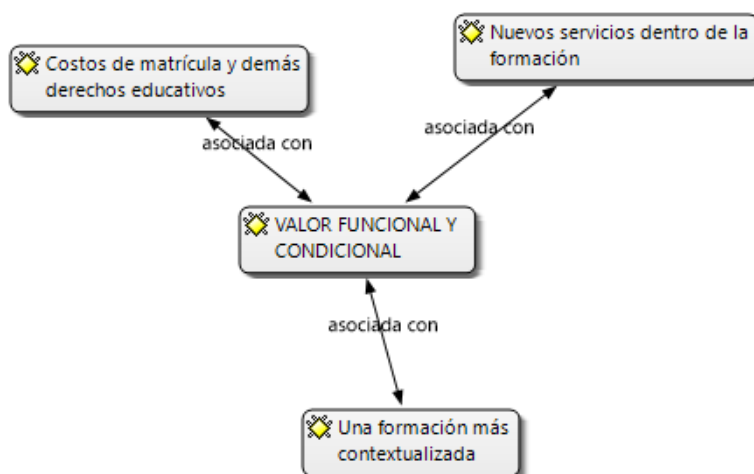 Nuevos servicios dentro de la
formación
Costos de matrícula y demás
derechos educativos
asociada con
asociada con
VALOR FUNCIONAL Y
CONDICIONAL
asociada con
Una formación más
contextualizada